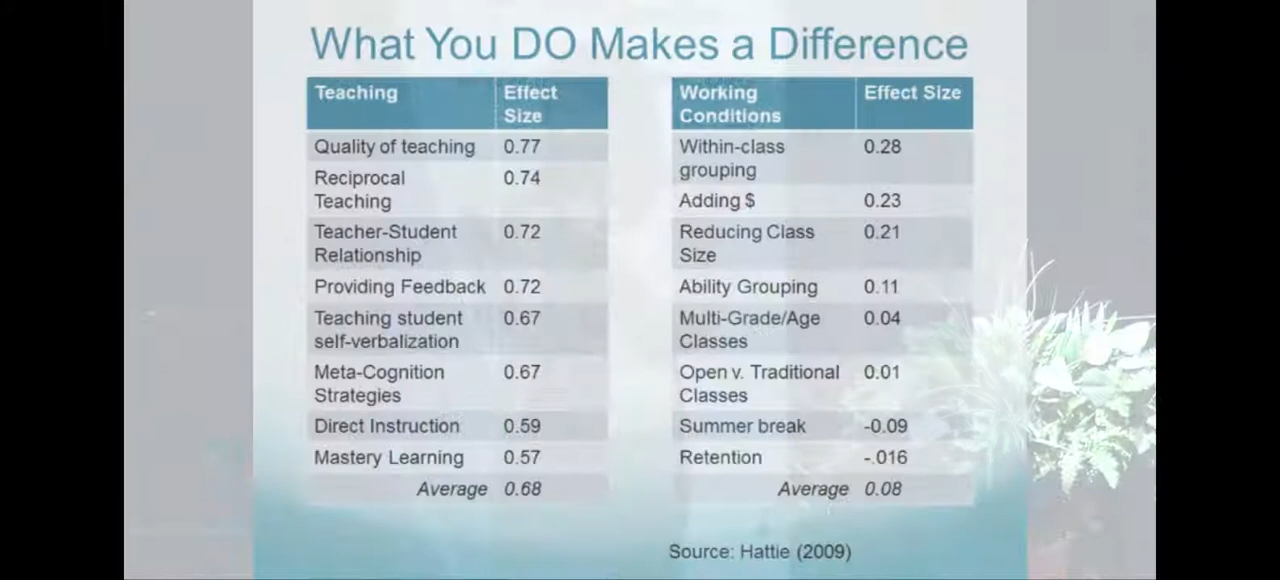 What You DO Makes a Difference
Teaching Effect
Size
Quality of teaching 0.77
Reciprocal 0.74
Teaching
Teacher-Student 0.72
Relationship
Providing Feedback 0.72
Teaching student 0.67
self-verbalization
Meta-Cognition 0.67
Strategies
Direct Instruction 0.59
Mastery Learning 0.57
Average 0.68
Working Effect Size
Conditions
Within-class 0.28
grouping
Adding $ 0.23
Reducing Class 0.21
Size
Ability Grouping 0.11
Multi-Grade/Age 0.04
Classes
Open v. Traditional 0.01
Classes
Summer break -0.09
Retention -.016
Average 0.08
Source: Hattie (2009)